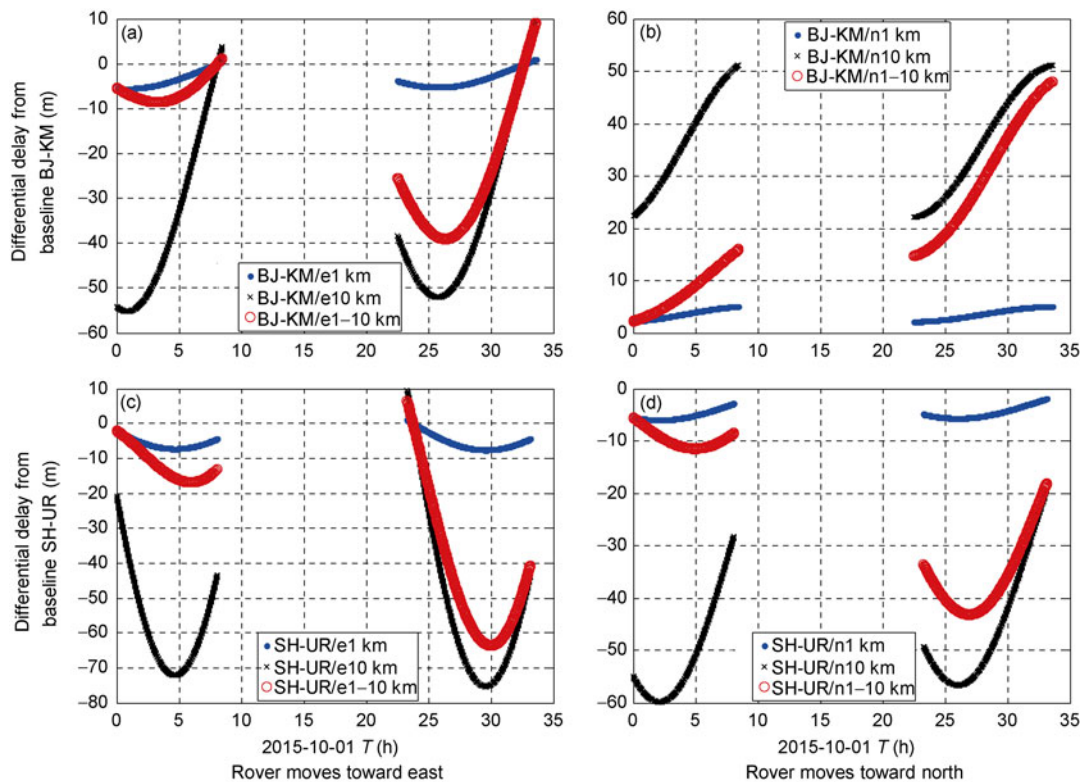 Differential delay from
baseline BJ-KM (m)
(a)
10
0
−10
−20
−30
−40
−50
−60
BJ-KM/e1 km
BJ-KM/e10 km
BJ-KM/e1−10 km
0 5 10 15 20 25 30 35
(b)
60
50
40
30
20
10
0
BJ-KM/n1 km
BJ-KM/n10 km
BJ-KM/n1−10 km
0 5 10 15 20 25 30 35
Differential delay from
baseline SH-UR (m)
(c)
10
0
−10
−20
−30
−40
−50
−60
−70
−80
SH-UR/e1 km
SH-UR/e10 km
SH-UR/e1−10 km
0 5 10 15 20 25 30 35
2015-10-01 T (h)
Rover moves toward east
(d)
0
−10
−20
−30
−40
−50
−60
SH-UR/n1 km
SH-UR/n10 km
SH-UR/n1−10 km
0 5 10 15 20 25 30 35
2015-10-01 T (h)
Rover moves toward north